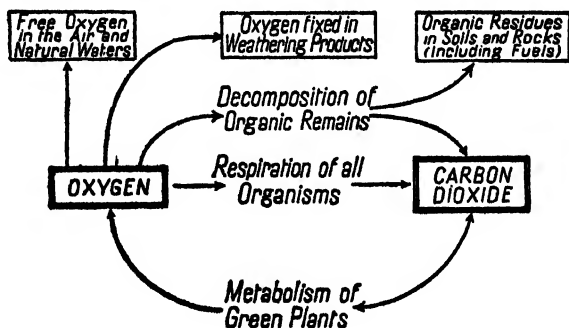 Free Oxygen
in the Air and
Natural Waters
Oxygen fixed in
Weathering Products
Organic Residues
in Soils and Rocks
(Including Fuels)
Decomposition of
Organic Remains
OXYGEN
Respiration of all
Organisms
CARBON
DIOXIDE
Metabolism of
Green Plants